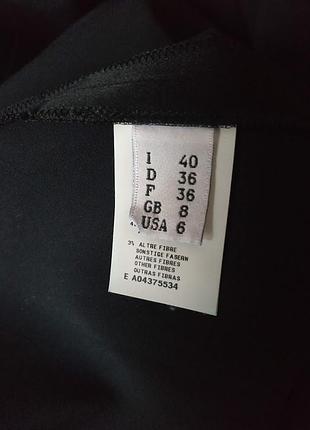 I 40
D 36
F 36
GB 8
USA 6
3% ALTRE FIBRE
SONSTIGE FASERN
AUTRES FIBRES
OTHER FIBRES
OUTRAS FIBRAS
E A04375534